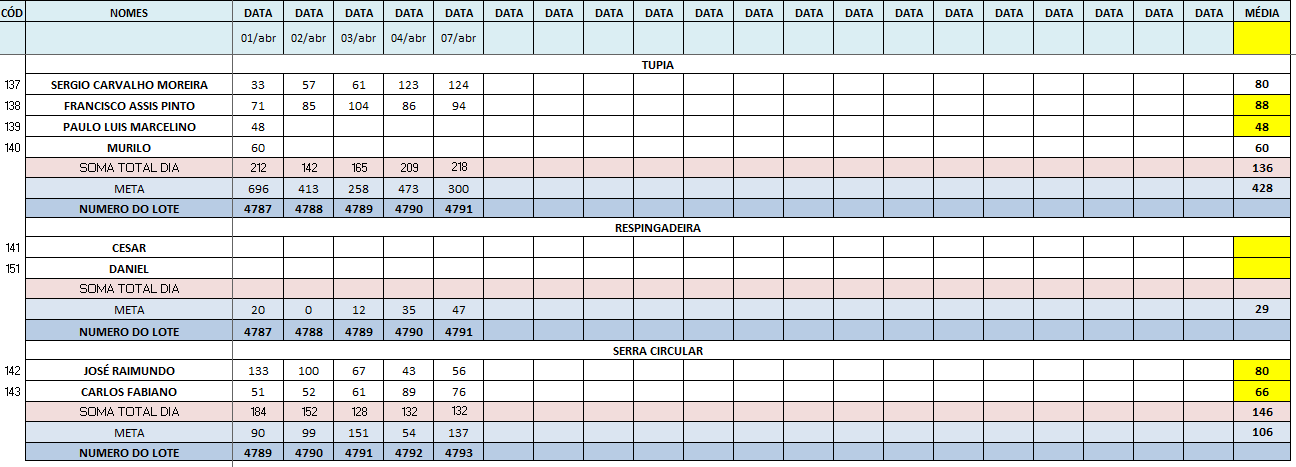 CÓD NOMES DATA DATA DATA DATA DATA DATA DATA DATA DATA DATA DATA DATA DATA DATA DATA DATA DATA DATA DATA DATA MÉDIA
01/abr 02/abr 03/abr 04/abr 07/abr
TUPIA
137 SERGIO CARVALHO MOREIRA 33 57 61 123 124 80
138 FRANCISCO ASSIS PINTO 71 85 104 86 94 88
139 PAULO LUIS MARCELINO 48 48
140 MURILO 60 60
SOMA TOTAL DIA 212 142 165 209 218 136
META 696 413 258 473 300 428
NUMERO DO LOTE 4787 4788 4789 4790 4791
RESPINGADEIRA
141 CESAR
151 DANIEL
SOMA TOTAL DIA
META 20 0 12 35 47 29
NUMERO DO LOTE 4787 4788 4789 4790 4791
SERRA CIRCULAR
142 JOSÉ RAIMUNDO 133 100 67 43 56 80
143 CARLOS FABIANO 51 52 61 89 76 66
SOMA TOTAL DIA 184 152 128 132 132 146
META 90 99 151 54 137 106
NUMERO DO LOTE 4789 4790 4791 4792 4793